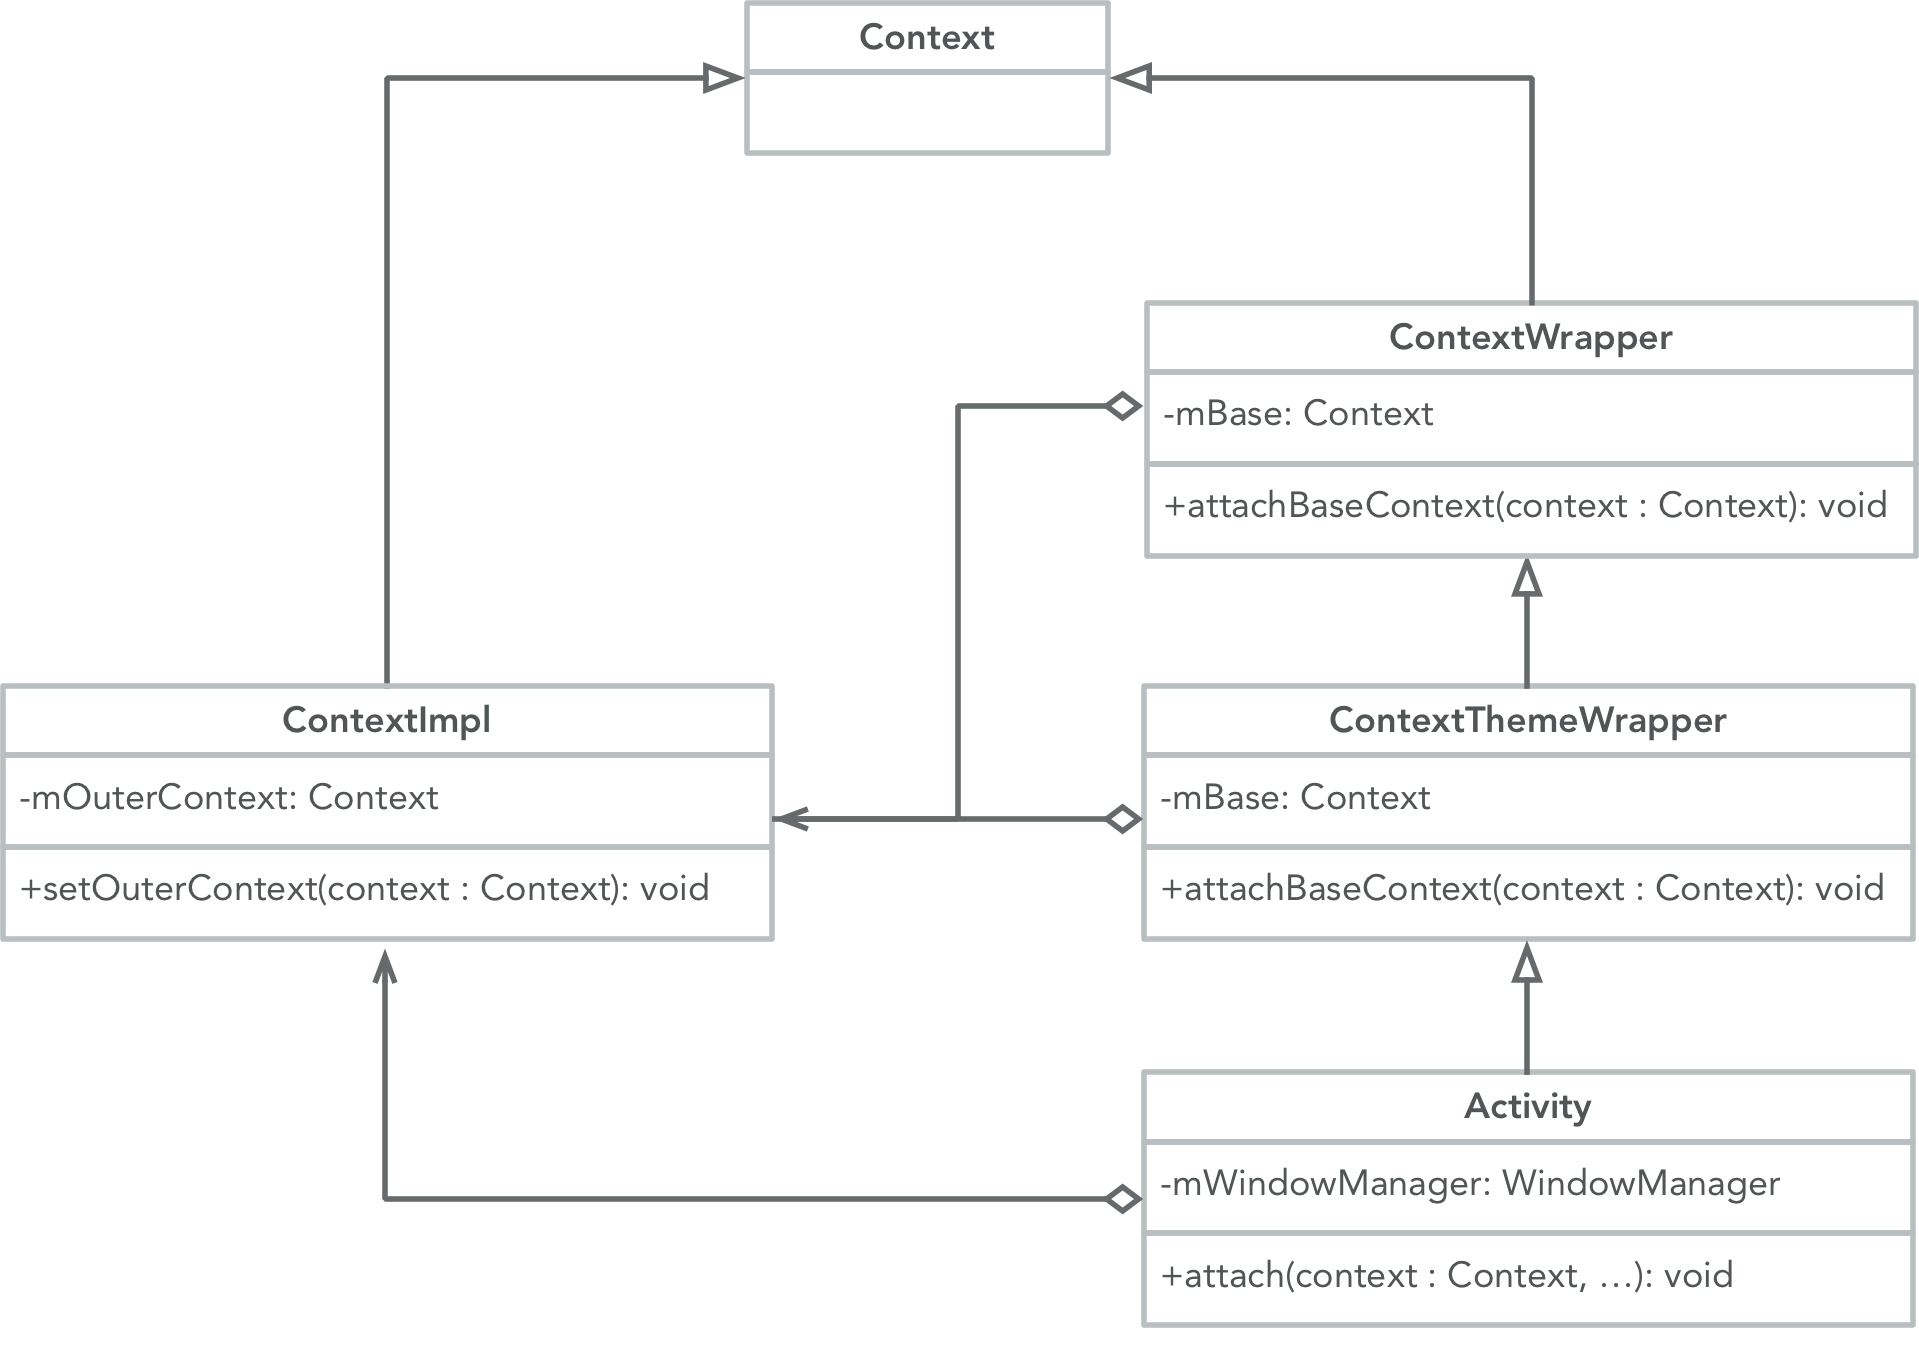 Context
ContextWrapper
-mBase: Context
+attachBaseContext(context : Context): void
ContextImpl
-mOuterContext: Context
+setOuterContext(context : Context): void
ContextThemeWrapper
-mBase: Context
+attachBaseContext(context : Context): void
Activity
-mWindowManager: WindowManager
+attach(context : Context, …): void